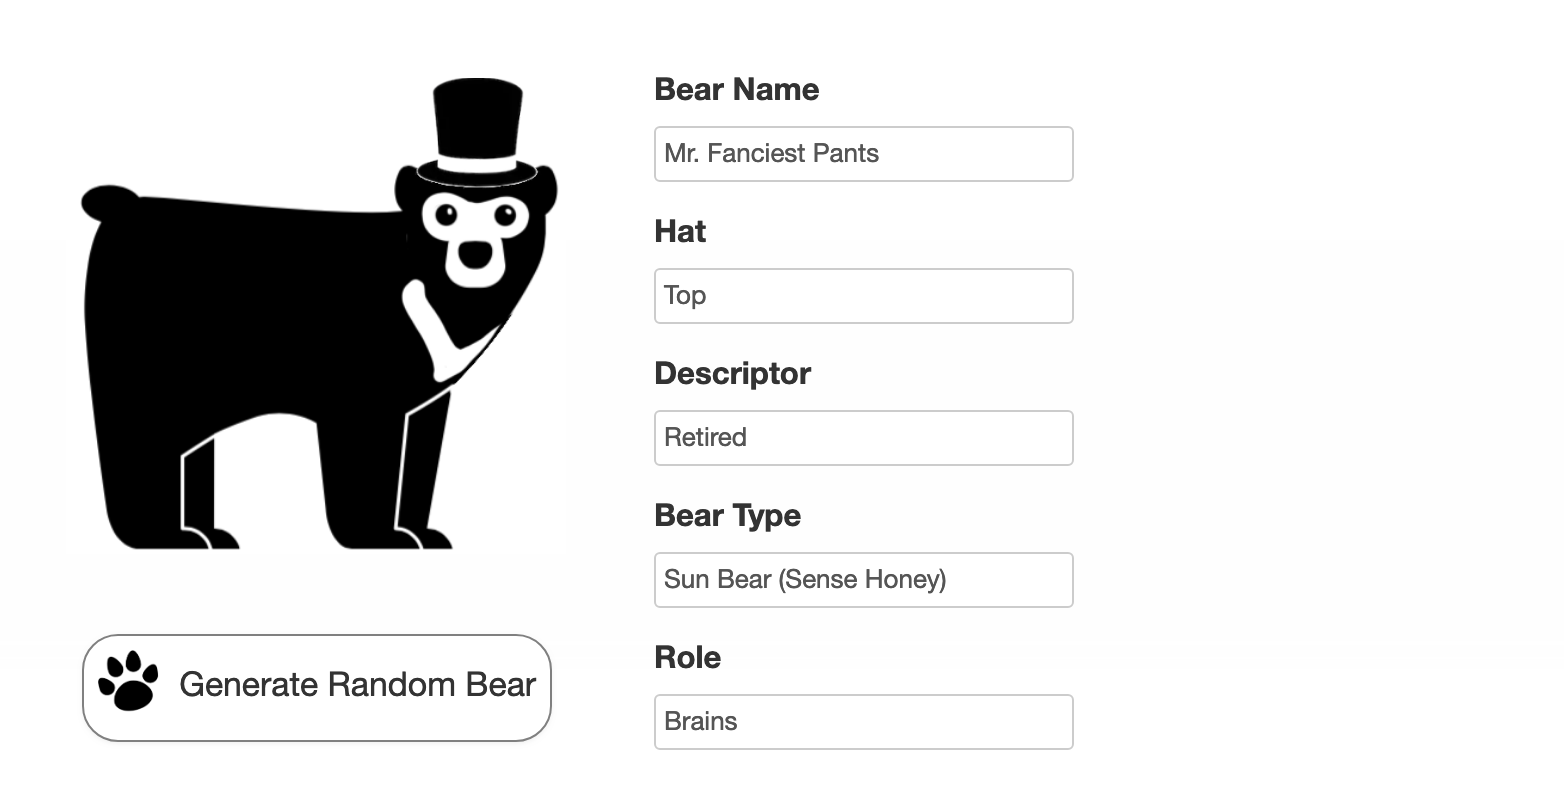 Bear Name
Mr. Fanciest Pants
Hat
Top
Descriptor
Retired
Bear Type
Sun Bear (Sense Honey)
Role
Brains
Generate Random Bear